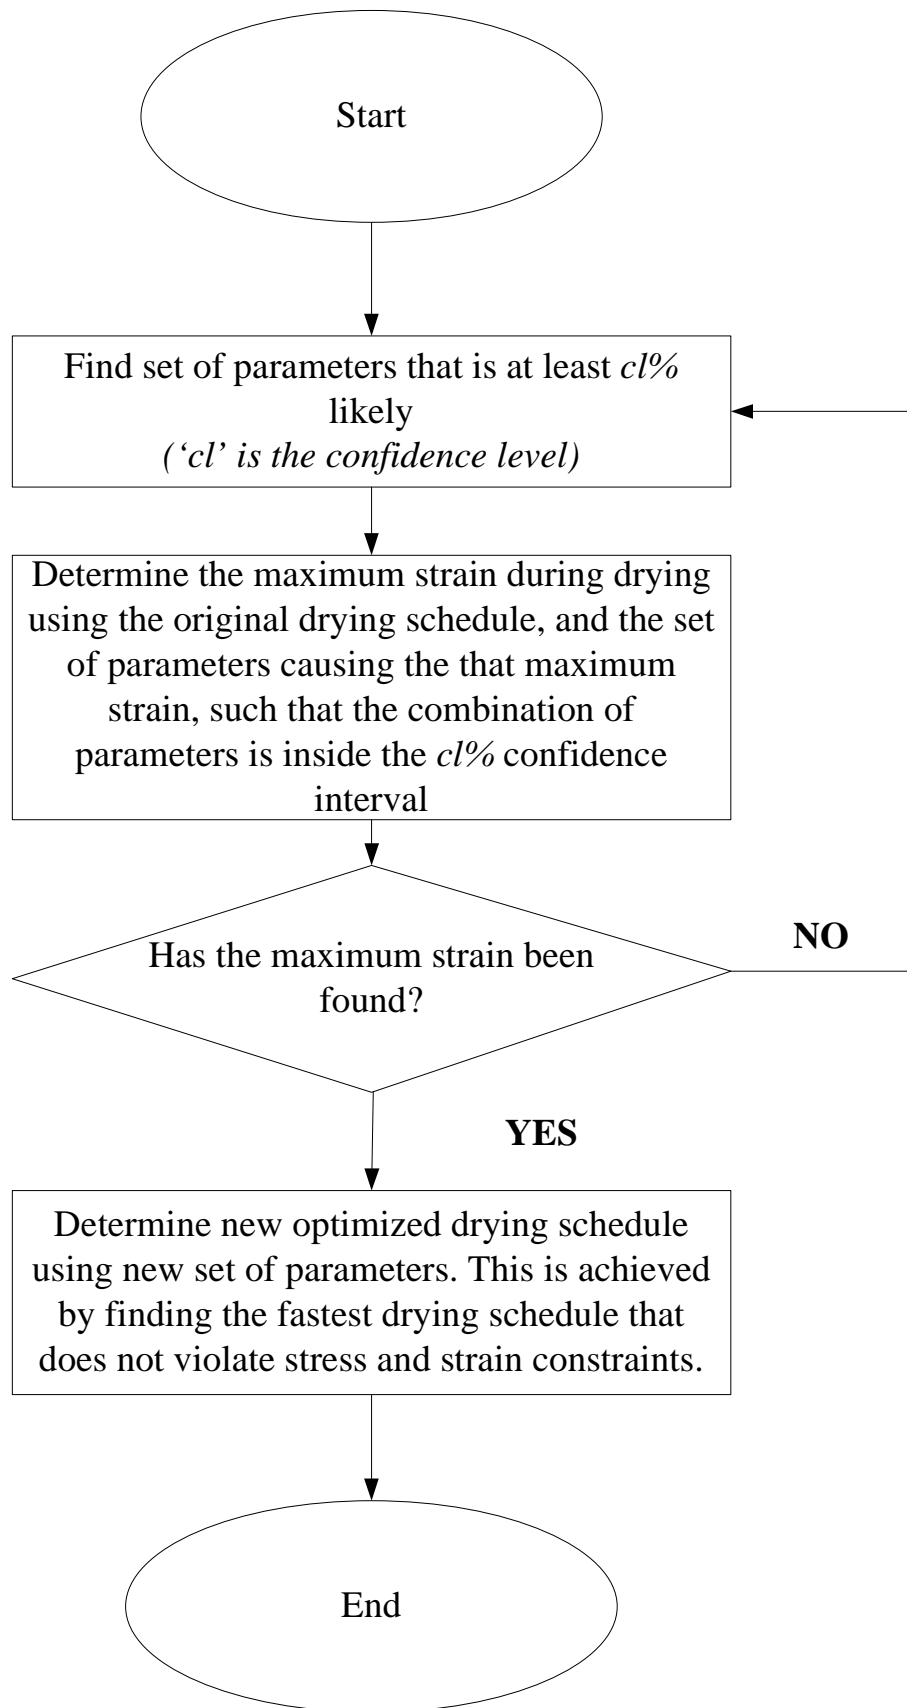 Start
Find set of parameters that is at least cl%
likely
(‘cl’ is the confidence level)
Determine the maximum strain during drying
using the original drying schedule, and the set
of parameters causing the that maximum
strain, such that the combination of
parameters is inside the cl% confidence
interval
Has the maximum strain been
found?
NO
YES
Determine new optimized drying schedule
using new set of parameters. This is achieved
by finding the fastest drying schedule that
does not violate stress and strain constraints.
End